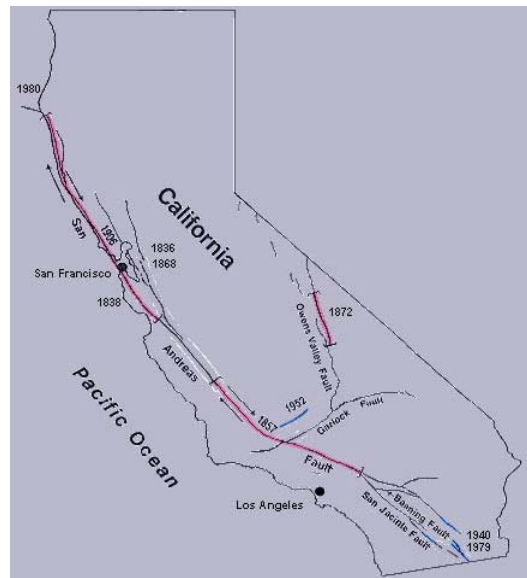 1980
San
1906
California
1836
1868
San Francisco
1838
1872
Owens Valley Fault
Andreas
Pacific Ocean
1952
1857
Garlock Fault
Fault
Los Angeles
Banning Fault
San Jacinte Fault
1940
1979